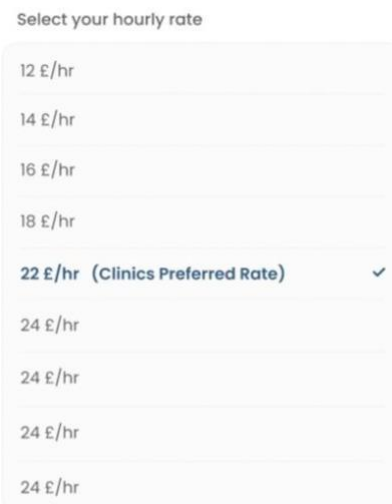 Select your hourly rate
12 £/hr
14 £/hr
16 £/hr
18 £/hr
22 £/hr (Clinics Preferred Rate)
24 £/hr
24 £/hr
24 £/hr
24 £/hr